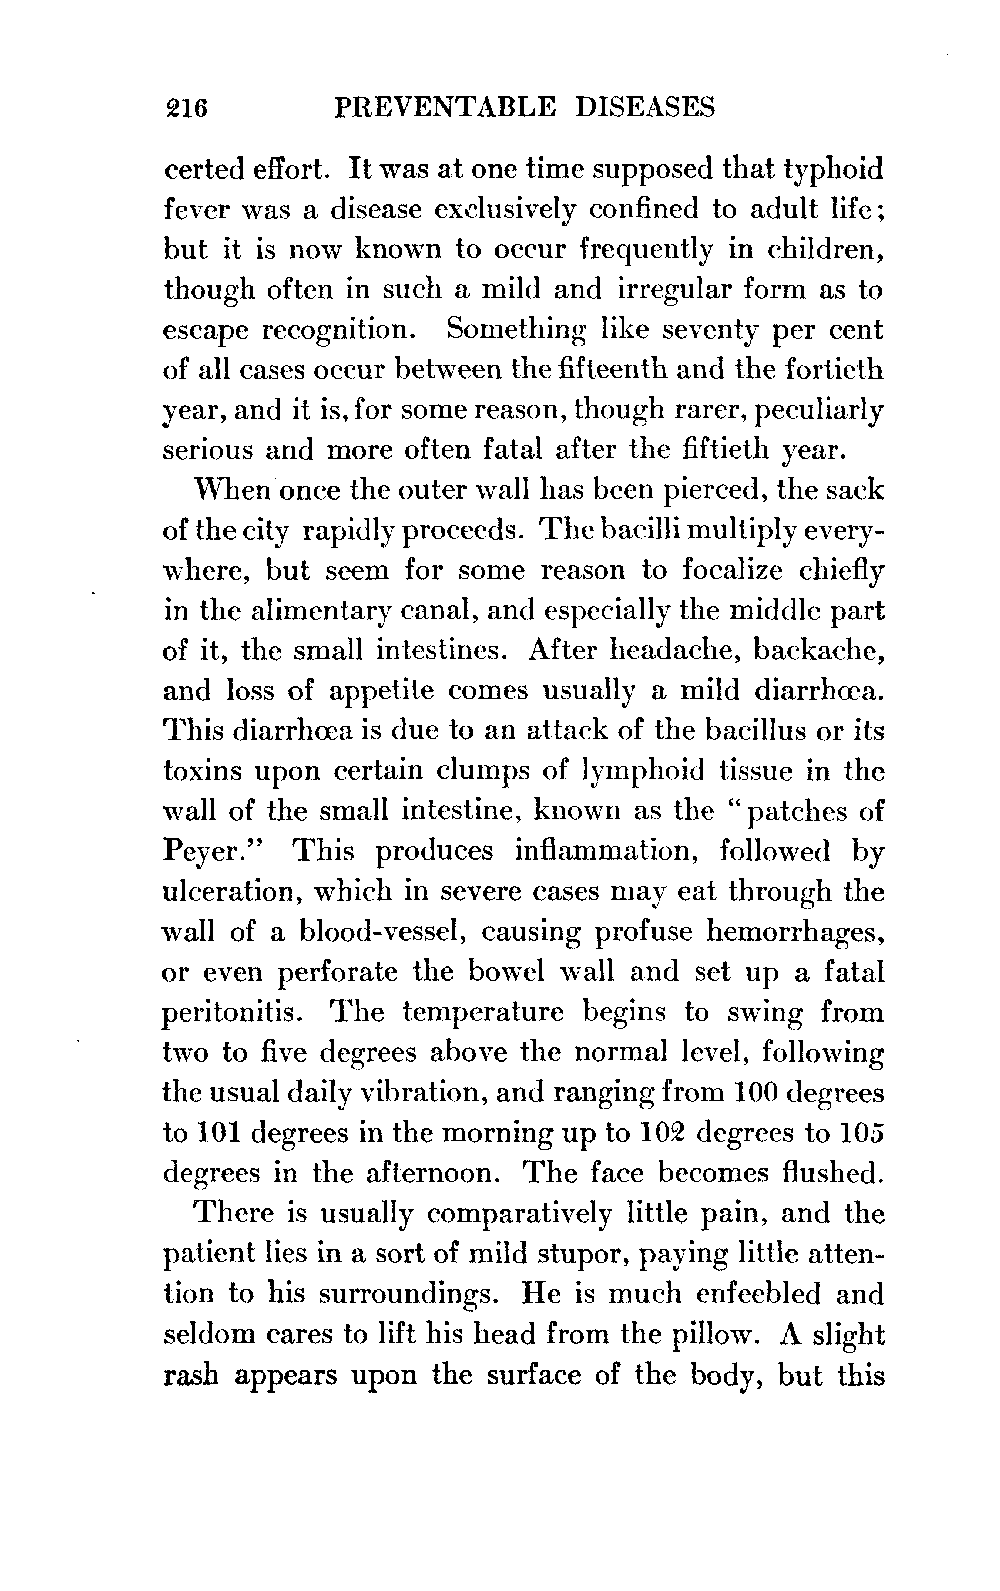 216 PREVENTABLE DISEASES
certed effort. It was at one time supposed that typhoid
fever was a disease exclusively confined to adult life;
but it is now known to occur frequently in children,
though often in such a mild and irregular form as to
escape recognition. Something like seventy per cent
of all cases occur between the fifteenth and the fortieth
year, and it is, for some reason, though rarer, peculiarly
serious and more often fatal after the fiftieth year.
When once the outer wall has been pierced, the sack
of the city rapidly proceeds. The bacilli multiply every-
where, but seem for some reason to focalize chiefly
in the alimentary canal, and especially the middle part
of it, the small intestines. After headache, backache,
and loss of appetite comes usually a mild diarrhœa.
This diarrhœa is due to an attack of the bacillus or its
toxins upon certain clumps of lymphoid tissue in the
wall of the small intestine, known as the “patches of
Peyer.” This produces inflammation, followed by
ulceration, which in severe cases may eat through the
wall of a blood-vessel, causing profuse hemorrhages,
or even perforate the bowel wall and set up a fatal
peritonitis. The temperature begins to swing from
two to five degrees above the normal level, following
the usual daily vibration, and ranging from 100 degrees
to 101 degrees in the morning up to 102 degrees to 105
degrees in the afternoon. The face becomes flushed.
There is usually comparatively little pain, and the
patient lies in a sort of mild stupor, paying little atten-
tion to his surroundings. He is much enfeebled and
seldom cares to lift his head from the pillow. A slight
rash appears upon the surface of the body, but this